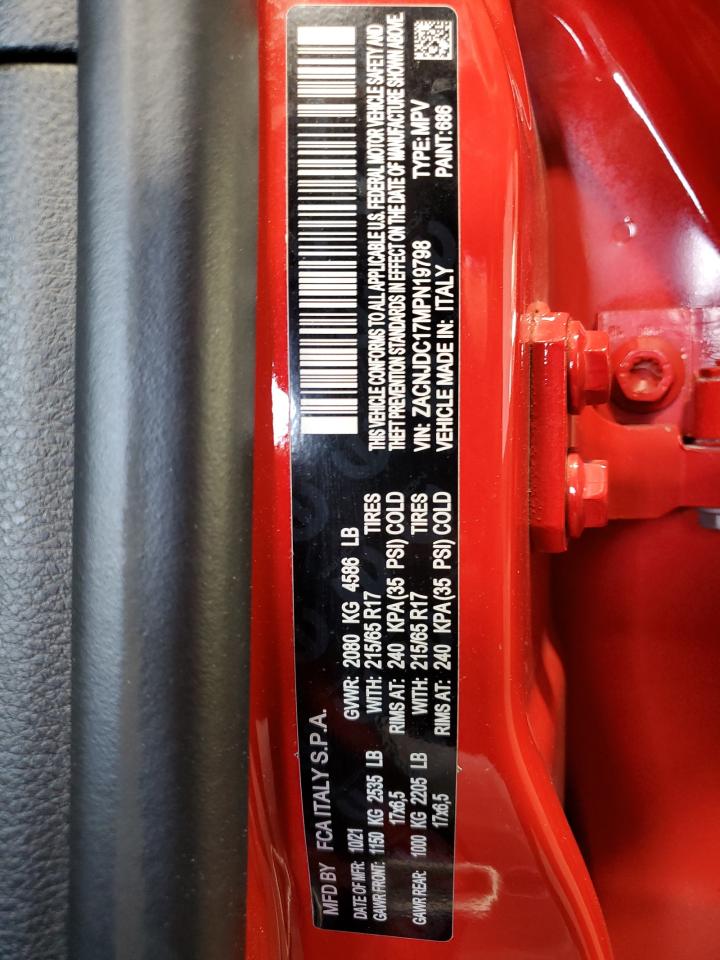 MFD BY FCA ITALY S.P.A.
DATE OF MFR: 10/21 GVWR: 2080 KG 4586 LB
GAWR FRONT: 1150 KG 2535 LB WITH: 215/65 R17 TIRES
17x6,5 RIMS AT: 240 KPA(35 PSI) COLD
GAWR REAR: 1000 KG 2205 LB WITH: 215/65 R17 TIRES
17x6,5 RIMS AT: 240 KPA(35 PSI) COLD
THIS VEHICLE CONFORMS TO ALL APPLICABLE U.S. FEDERAL MOTOR VEHICLE SAFETY AND
THEFT PREVENTION STANDARDS IN EFFECT ON THE DATE OF MANUFACTURE SHOWN ABOVE.
VIN: ZACNJDC17MPN19798 TYPE: MPV
VEHICLE MADE IN: ITALY PAINT:686